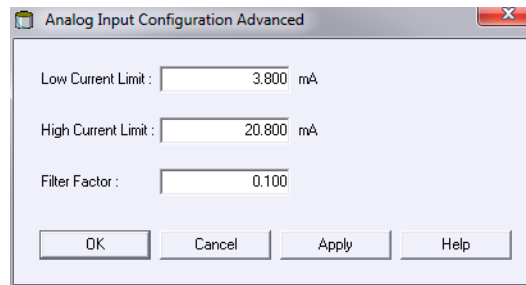 Analog Input Configuration Advanced
Low Current Limit : 3.800 mA
High Current Limit : 20.800 mA
Filter Factor : 0.100
OK Cancel Apply Help